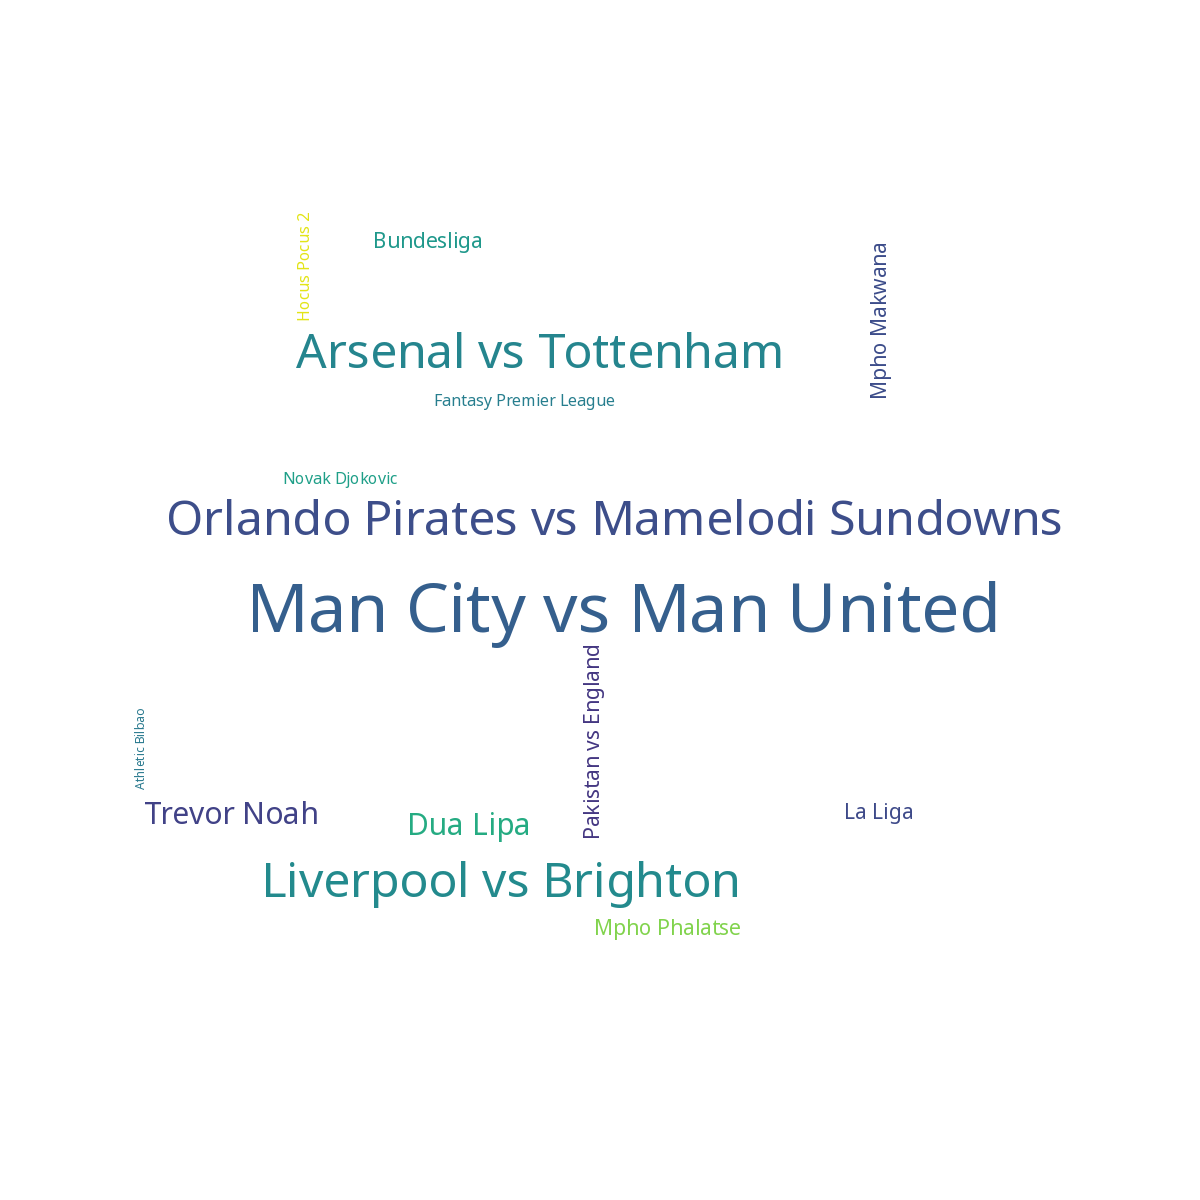 Hocus Pocus 2
Bundesliga
Mpho Makwana
Arsenal vs Tottenham
Fantasy Premier League
Novak Djokovic
Orlando Pirates vs Mamelodi Sundowns
Man City vs Man United
Pakistan vs England
Athletic Bilbao
Trevor Noah
Dua Lipa
La Liga
Liverpool vs Brighton
Mpho Phalatse